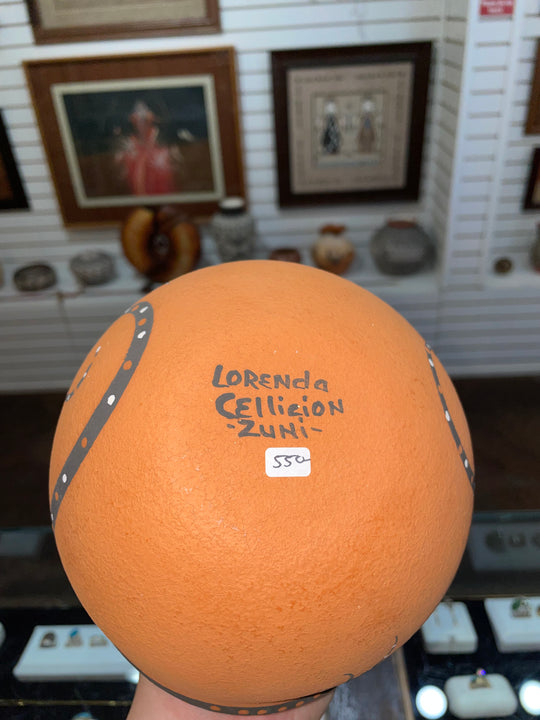 LORENda
CElliCion
-ZUNI-
550-